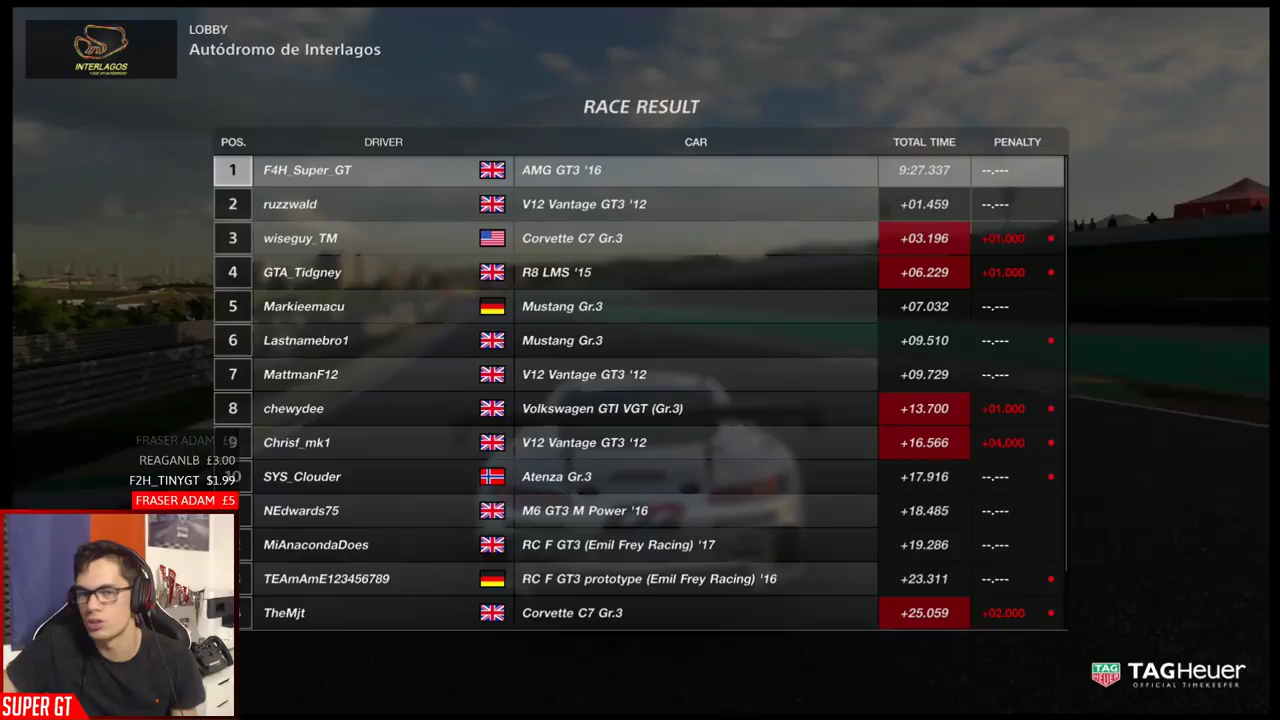 LOBBY
Autódromo de Interlagos
INTERLAGOS
RACE RESULT
POS. DRIVER CAR TOTAL TIME PENALTY
1 F4H_Super_GT AMG GT3 '16 9:27.337 --.---
2 ruzzwald V12 Vantage GT3 '12 +01.459 --.---
3 wiseguy_TM Corvette C7 Gr.3 +03.196 +01.000
4 GTA_Tidgney R8 LMS '15 +06.229 +01.000
5 Markieemacu Mustang Gr.3 +07.032 --.---
6 Lastnamebro1 Mustang Gr.3 +09.510 --.---
7 MattmanF12 V12 Vantage GT3 '12 +09.729 --.---
8 chewydee Volkswagen GTI VGT (Gr.3) +13.700 +01.000
FRASER ADAM
9 Chrisf_mk1 V12 Vantage GT3 '12 +16.566 +04.000
REAGANLB £3.00
10 SYS_Clouder Atenza Gr.3 +17.916 --.---
F2H_TINYGT $1.99
FRASER ADAM £5
NEdwards75 M6 GT3 M Power '16 +18.485 --.---
MiAnacondaDoes RC F GT3 (Emil Frey Racing) '17 +19.286 --.---
TEAmAmE123456789 RC F GT3 prototype (Emil Frey Racing) '16 +23.311 --.---
TheMjt Corvette C7 Gr.3 +25.059 +02.000
SUPER GT
TAG HEUER
TAGHeuer
OFFICIAL TIMEKEEPER